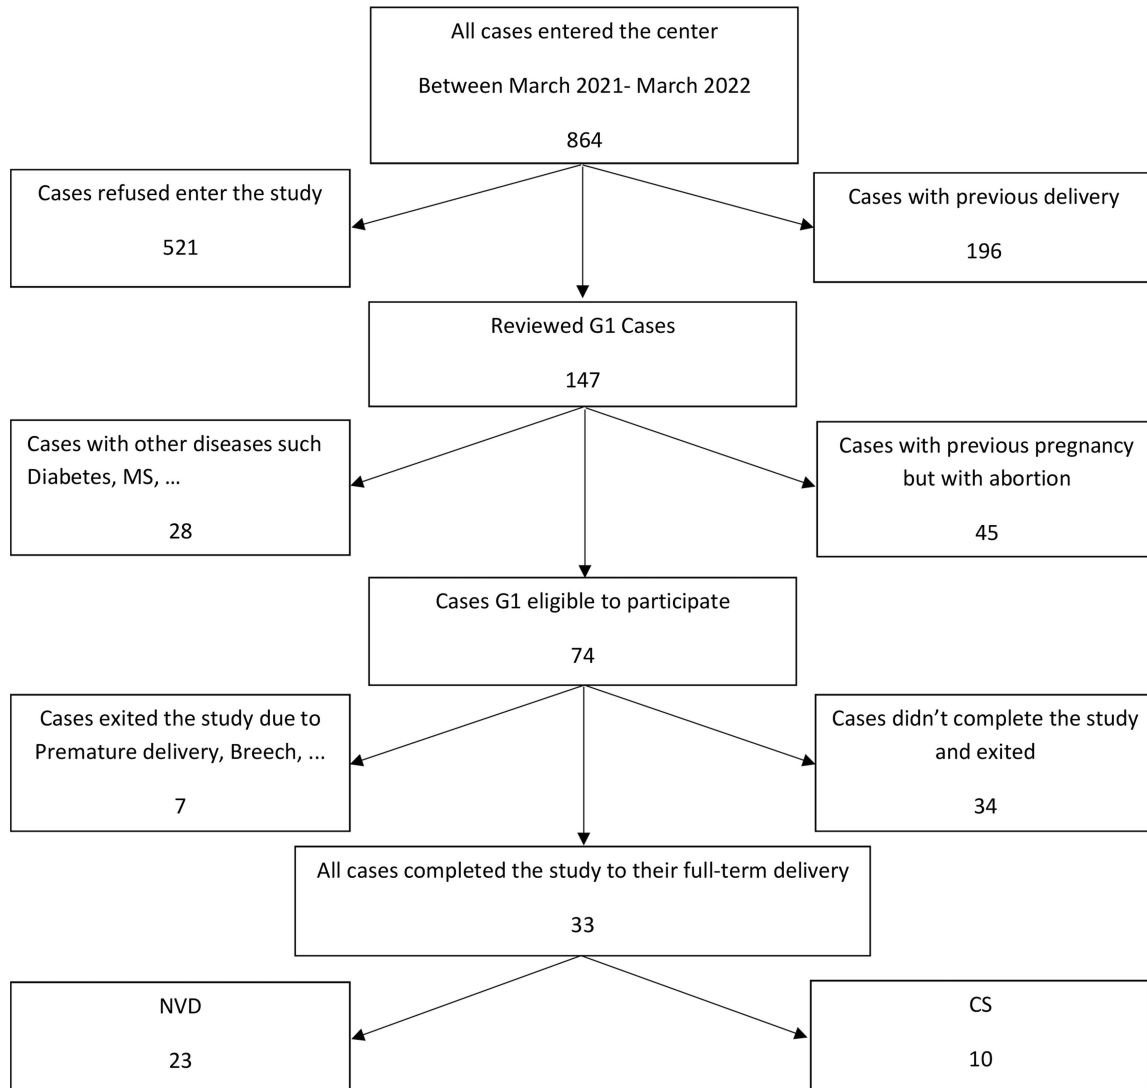 All cases entered the center
Between March 2021- March 2022
864
Cases refused enter the study
521
Cases with previous delivery
196
Reviewed G1 Cases
147
Cases with other diseases such
Diabetes, MS, ...
28
Cases with previous pregnancy
but with abortion
45
Cases G1 eligible to participate
74
Cases exited the study due to
Premature delivery, Breech, ...
7
Cases didn’t complete the study
and exited
34
All cases completed the study to their full-term delivery
33
NVD
23
CS
10